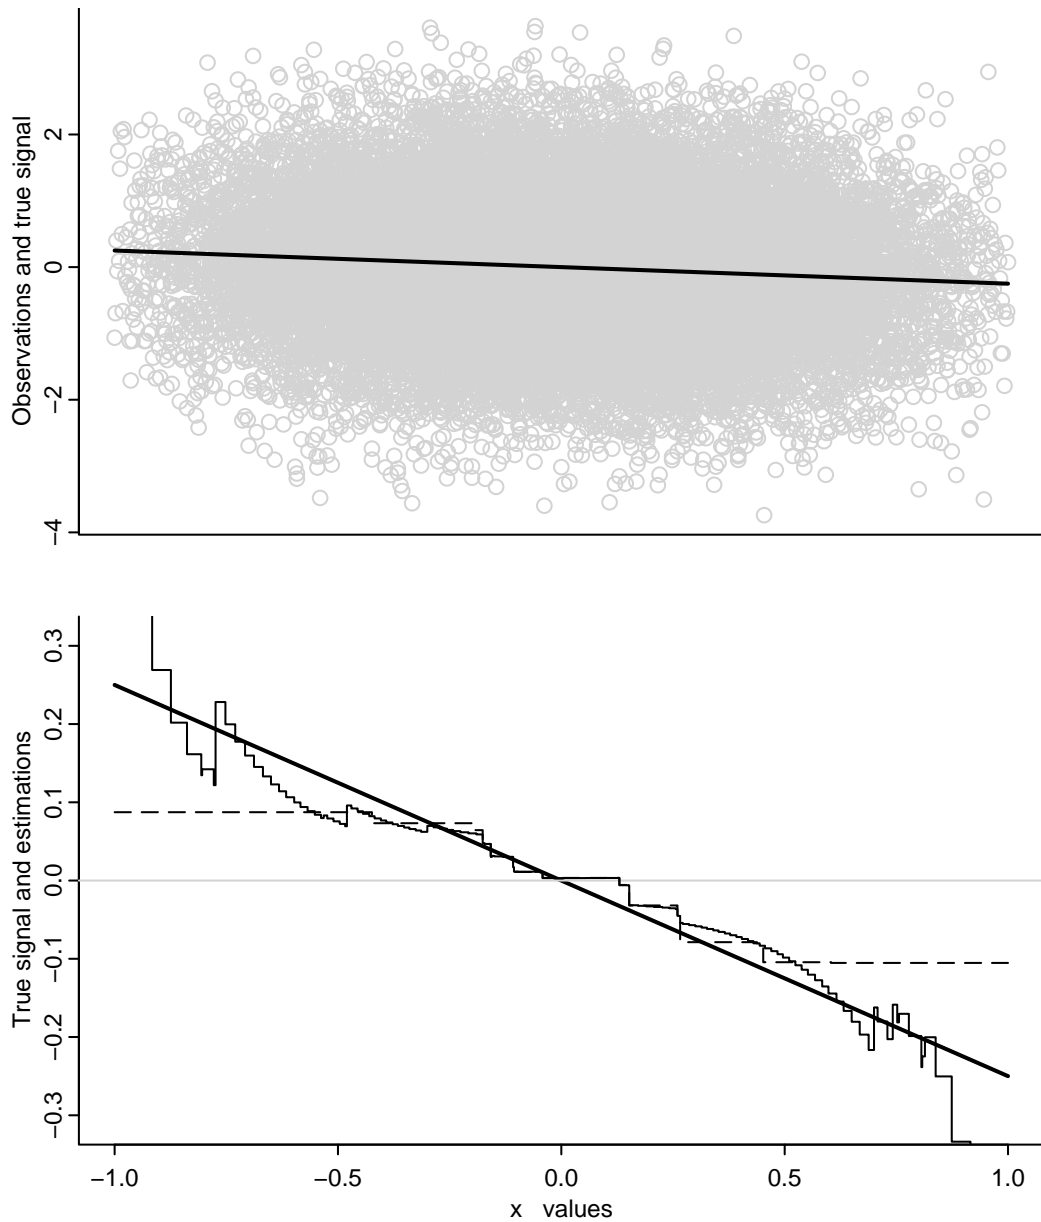 Observations and true signal
2
0
−2
−4
True signal and estimations
0.3
0.2
0.1
0.0
−0.1
−0.2
−0.3
−1.0 −0.5 0.0 0.5 1.0
x values